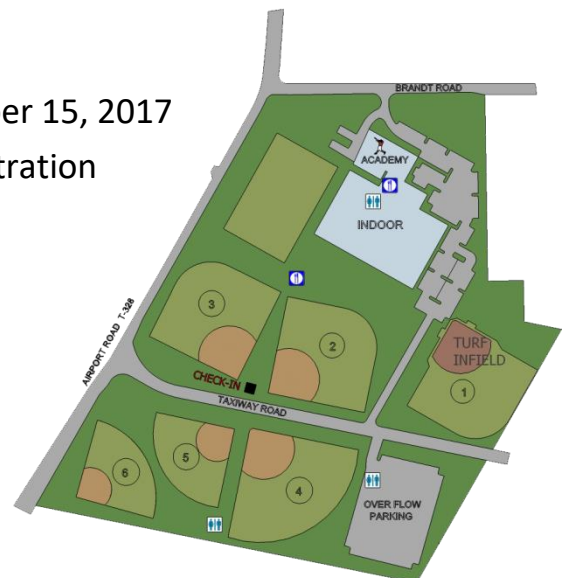 er 15, 2017
tration
BRANDT ROAD
ACADEMY
INDOOR
AIRPORT ROAD T-328
3
2
TURF
INFIELD
1
CHECK-IN
TAXIWAY ROAD
6
5
4
OVER FLOW
PARKING